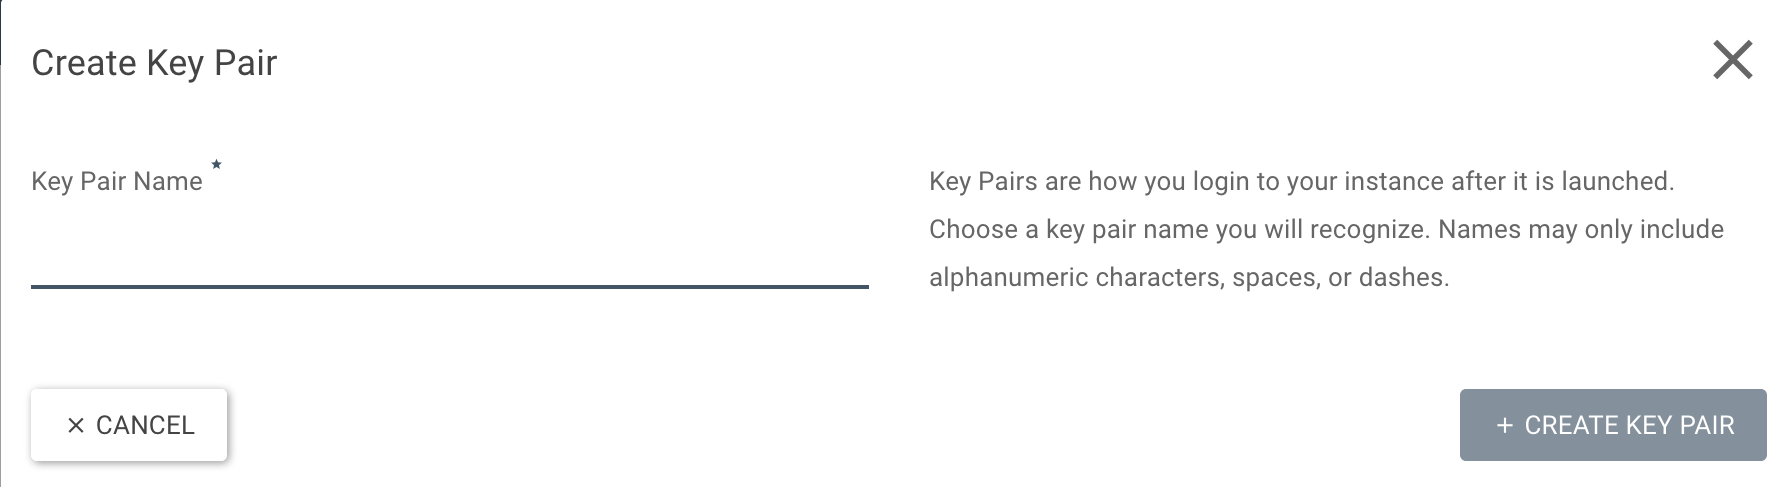 Create Key Pair
Key Pair Name *
Key Pairs are how you login to your instance after it is launched.
Choose a key pair name you will recognize. Names may only include
alphanumeric characters, spaces, or dashes.
× CANCEL
+ CREATE KEY PAIR